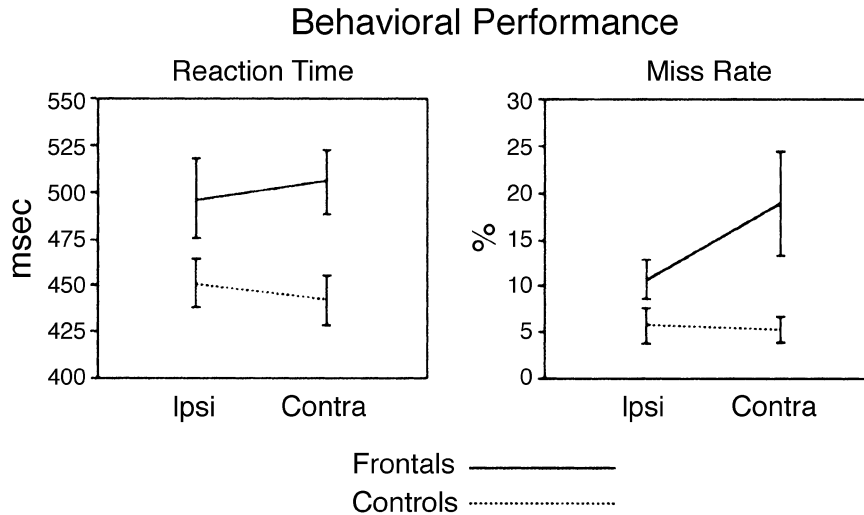 Behavioral Performance
Reaction Time
550
525
500
475
450
425
400
msec
Ipsi Contra
Miss Rate
30
25
20
15
10
5
0
%
Ipsi Contra
Frontals
Controls